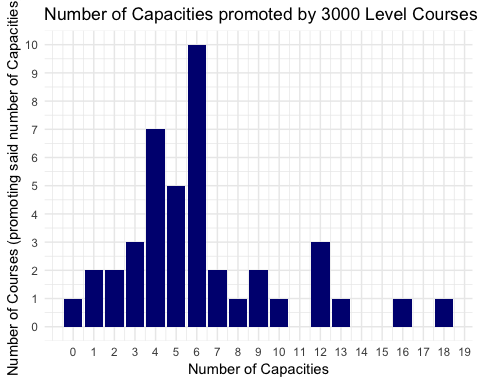 Number of Capacities promoted by 3000 Level Courses
Number of Courses (promoting said number of Capacities
10
9
8
7
6
5
4
3
2
1
0
0 1 2 3 4 5 6 7 8 9 10 11 12 13 14 15 16 17 18 19
Number of Capacities